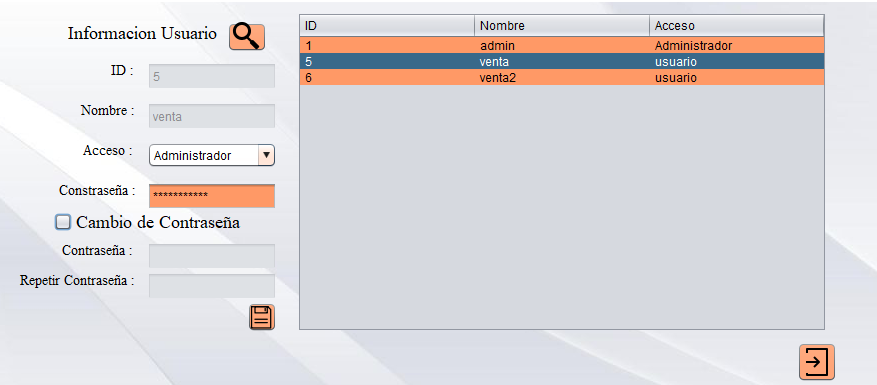 Informacion Usuario
ID : 5
Nombre : venta
Acceso : Administrador
Constraseña : ***********
Cambio de Contraseña
Contraseña :
Repetir Contraseña :
ID Nombre Acceso
1 admin Administrador
5 venta usuario
6 venta2 usuario